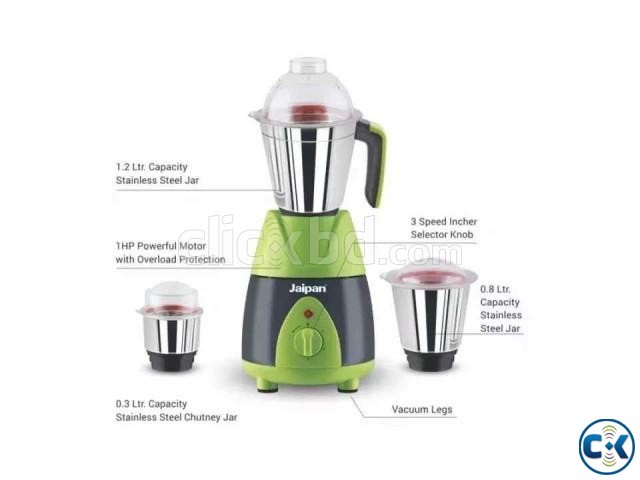 1.2 Ltr. Capacity
Stainless Steel Jar
clickbd.com
3 Speed Incher
Selector Knob
1HP Powerful Motor
with Overload Protection
Jaipan
0.8 Ltr.
Capacity
Stainless
Steel Jar
0.3 Ltr. Capacity
Stainless Steel Chutney Jar
Vacuum Legs
CK